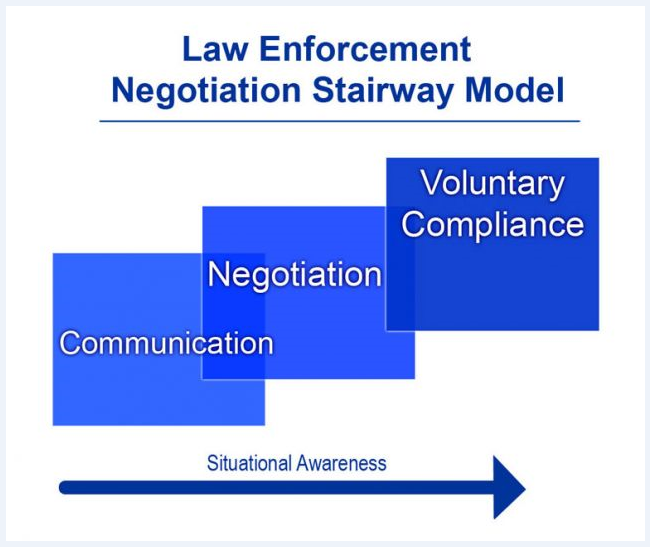 Law Enforcement
Negotiation Stairway Model
Voluntary
Compliance
Negotiation
Communication
Situational Awareness